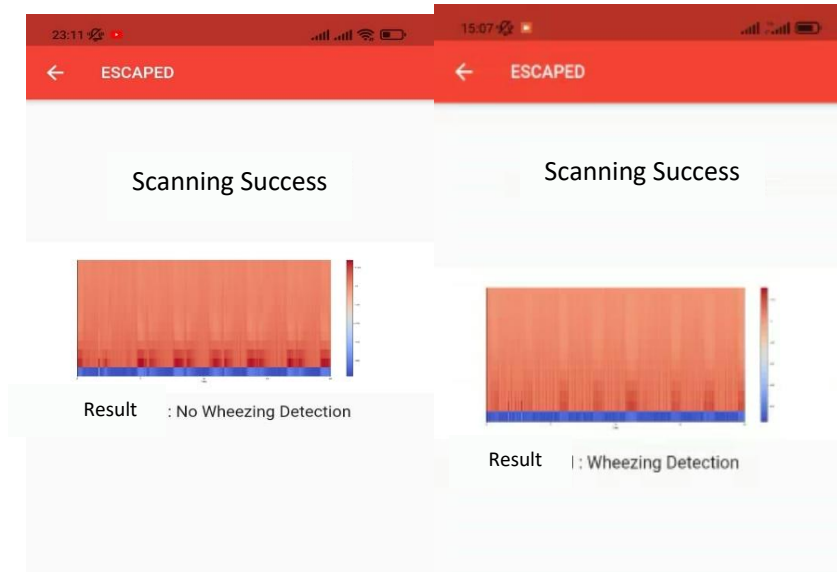 23:11
ESCAPED
Scanning Success
Result : No Wheezing Detection
15:07
ESCAPED
Scanning Success
Result : Wheezing Detection